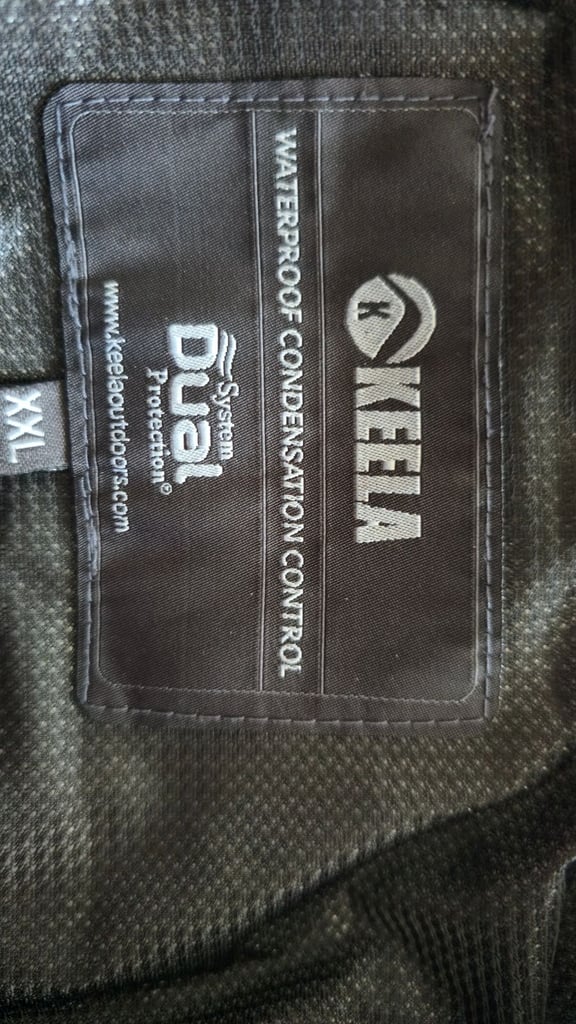 K
KEELA
WATERPROOF CONDENSATION CONTROL
System
Dual
Protection®
www.keelaoutdoors.com
XXL